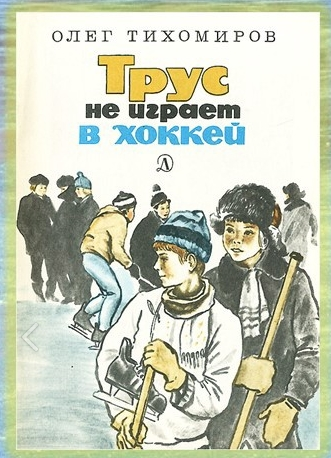 ОЛЕГ ТИХОМИРОВ
Трус
не играет
в хоккей
Д